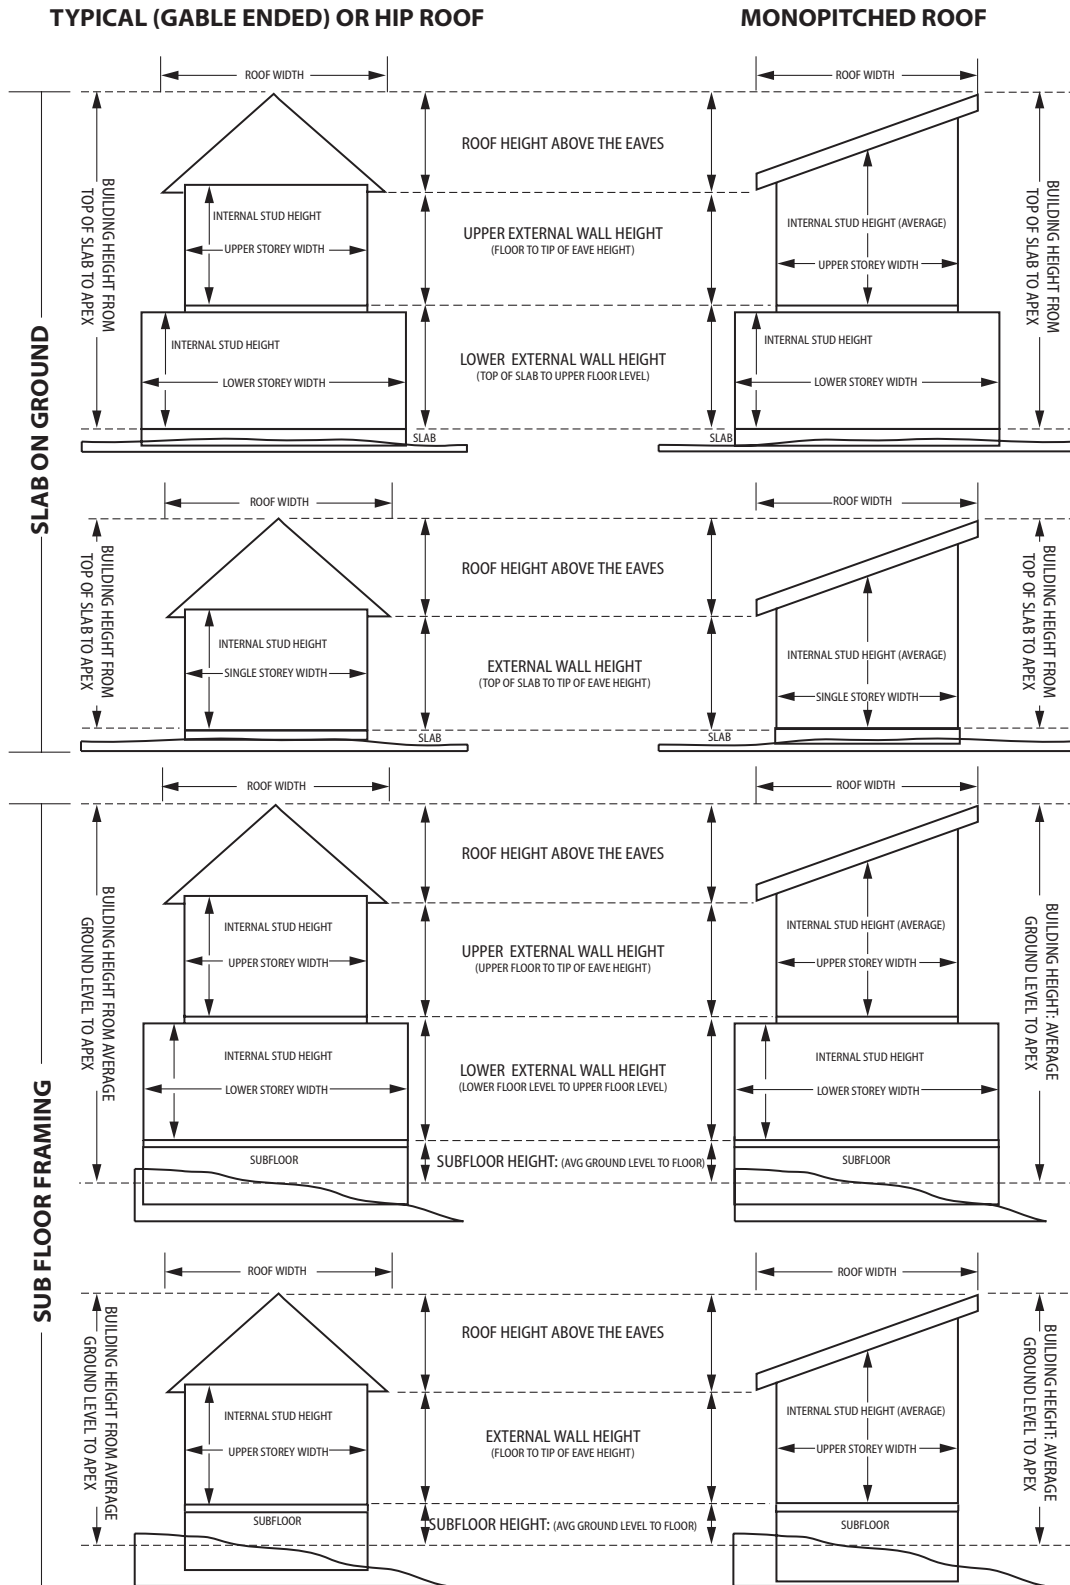 TYPICAL (GABLE ENDED) OR HIP ROOF
MONOPITCHED ROOF
SLAB ON GROUND
ROOF WIDTH
ROOF WIDTH
BUILDING HEIGHT FROM
TOP OF SLAB TO APEX
ROOF HEIGHT ABOVE THE EAVES
INTERNAL STUD HEIGHT
UPPER STOREY WIDTH
UPPER EXTERNAL WALL HEIGHT
(FLOOR TO TIP OF EAVE HEIGHT)
INTERNAL STUD HEIGHT (AVERAGE)
UPPER STOREY WIDTH
BUILDING HEIGHT FROM
TOP OF SLAB TO APEX
INTERNAL STUD HEIGHT
LOWER STOREY WIDTH
LOWER EXTERNAL WALL HEIGHT
(TOP OF SLAB TO UPPER FLOOR LEVEL)
INTERNAL STUD HEIGHT
LOWER STOREY WIDTH
SLAB
SLAB
ROOF WIDTH
ROOF WIDTH
BUILDING HEIGHT FROM
TOP OF SLAB TO APEX
ROOF HEIGHT ABOVE THE EAVES
INTERNAL STUD HEIGHT
SINGLE STOREY WIDTH
EXTERNAL WALL HEIGHT
(TOP OF SLAB TO TIP OF EAVE HEIGHT)
INTERNAL STUD HEIGHT (AVERAGE)
SINGLE STOREY WIDTH
BUILDING HEIGHT FROM
TOP OF SLAB TO APEX
SLAB
SLAB
SUB FLOOR FRAMING
ROOF WIDTH
ROOF WIDTH
BUILDING HEIGHT FROM AVERAGE
GROUND LEVEL TO APEX
ROOF HEIGHT ABOVE THE EAVES
INTERNAL STUD HEIGHT
UPPER STOREY WIDTH
UPPER EXTERNAL WALL HEIGHT
(UPPER FLOOR TO TIP OF EAVE HEIGHT)
INTERNAL STUD HEIGHT (AVERAGE)
UPPER STOREY WIDTH
BUILDING HEIGHT: AVERAGE
GROUND LEVEL TO APEX
INTERNAL STUD HEIGHT
LOWER STOREY WIDTH
LOWER EXTERNAL WALL HEIGHT
(LOWER FLOOR LEVEL TO UPPER FLOOR LEVEL)
INTERNAL STUD HEIGHT
LOWER STOREY WIDTH
SUBFLOOR
SUBFLOOR HEIGHT: (AVG GROUND LEVEL TO FLOOR)
SUBFLOOR
ROOF WIDTH
ROOF WIDTH
BUILDING HEIGHT FROM AVERAGE
GROUND LEVEL TO APEX
ROOF HEIGHT ABOVE THE EAVES
INTERNAL STUD HEIGHT
UPPER STOREY WIDTH
EXTERNAL WALL HEIGHT
(FLOOR TO TIP OF EAVE HEIGHT)
INTERNAL STUD HEIGHT (AVERAGE)
UPPER STOREY WIDTH
BUILDING HEIGHT: AVERAGE
GROUND LEVEL TO APEX
SUBFLOOR
SUBFLOOR HEIGHT: (AVG GROUND LEVEL TO FLOOR)
SUBFLOOR